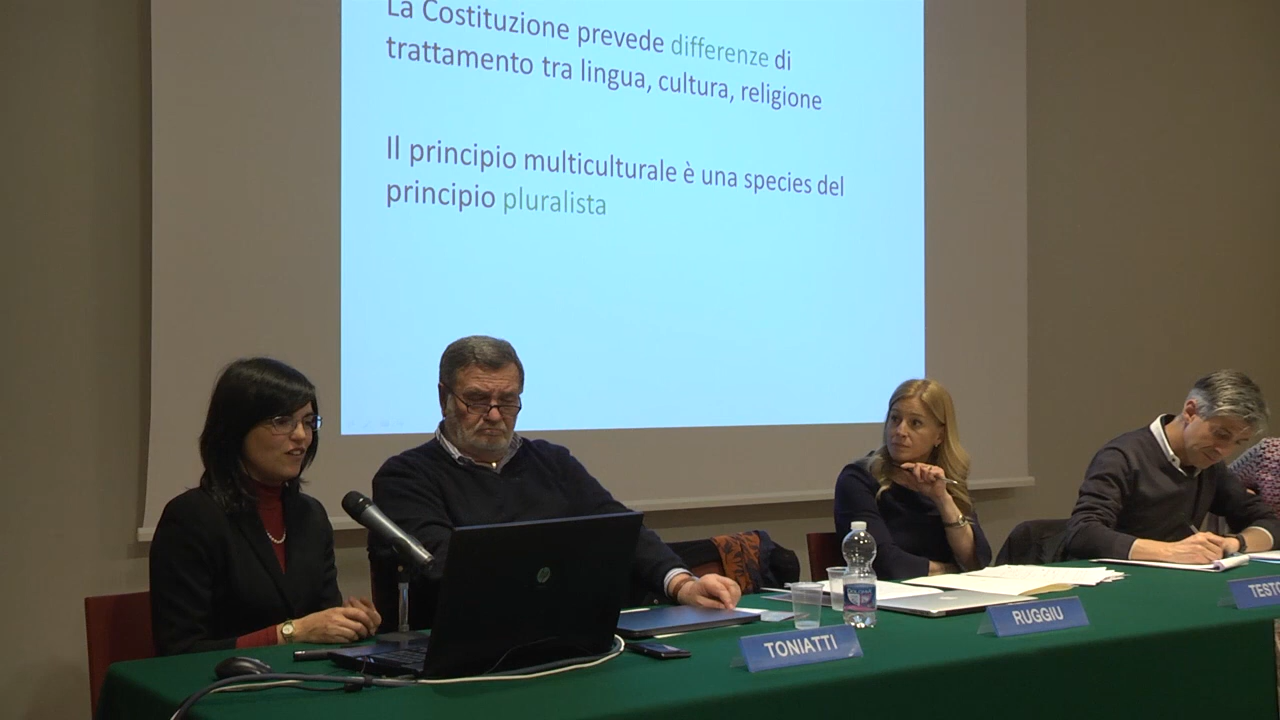 La Costituzione prevede differenze di
trattamento tra lingua, cultura, religione
Il principio multiculturale è una species del
principio pluralista
TONIATTI
RUGGIU